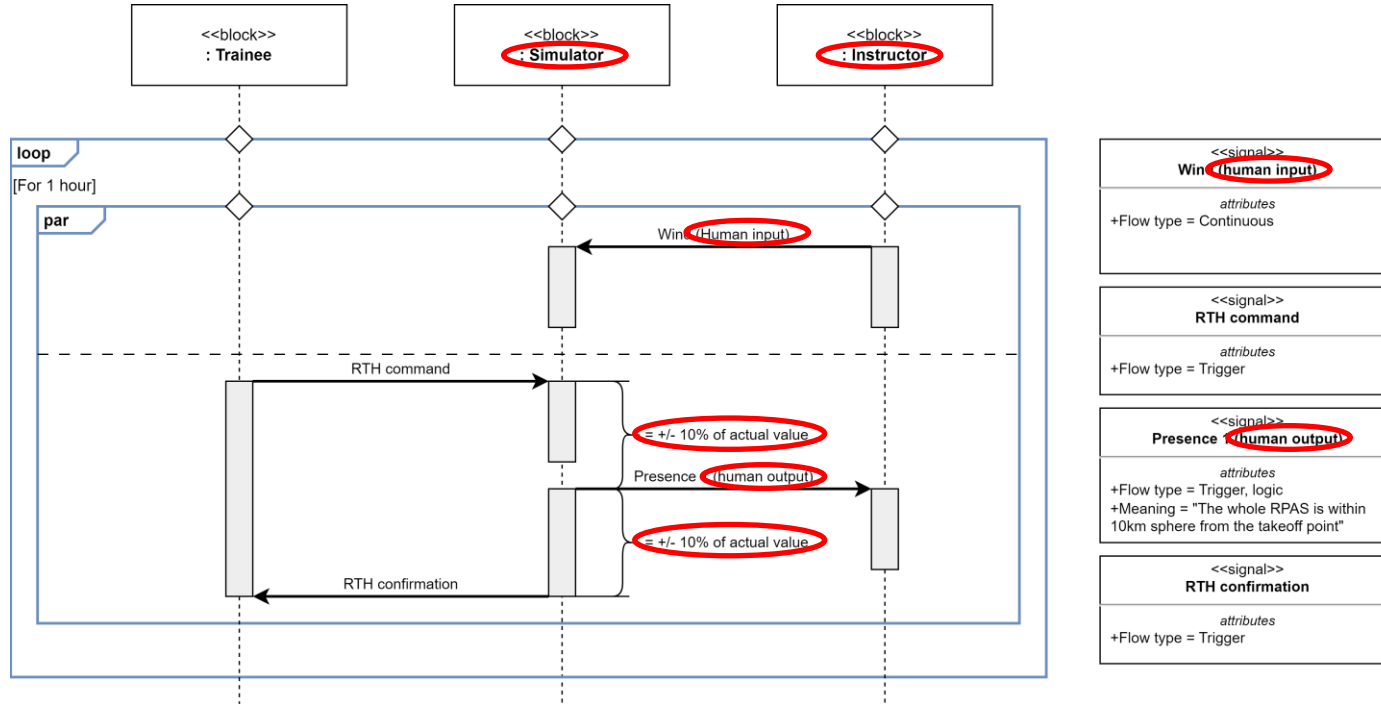 <<block>>
: Trainee
<<block>>
: Simulator
<<block>>
: Instructor
loop
[For 1 hour]
par
Wind (Human input)
RTH command
= +/- 10% of actual value
Presence (human output)
= +/- 10% of actual value
RTH confirmation
<<signal>>
Wind (human input)
attributes
+Flow type = Continuous
<<signal>>
RTH command
attributes
+Flow type = Trigger
<<signal>>
Presence 1 (human output)
attributes
+Flow type = Trigger, logic
+Meaning = "The whole RPAS is within
10km sphere from the takeoff point"
<<signal>>
RTH confirmation
attributes
+Flow type = Trigger